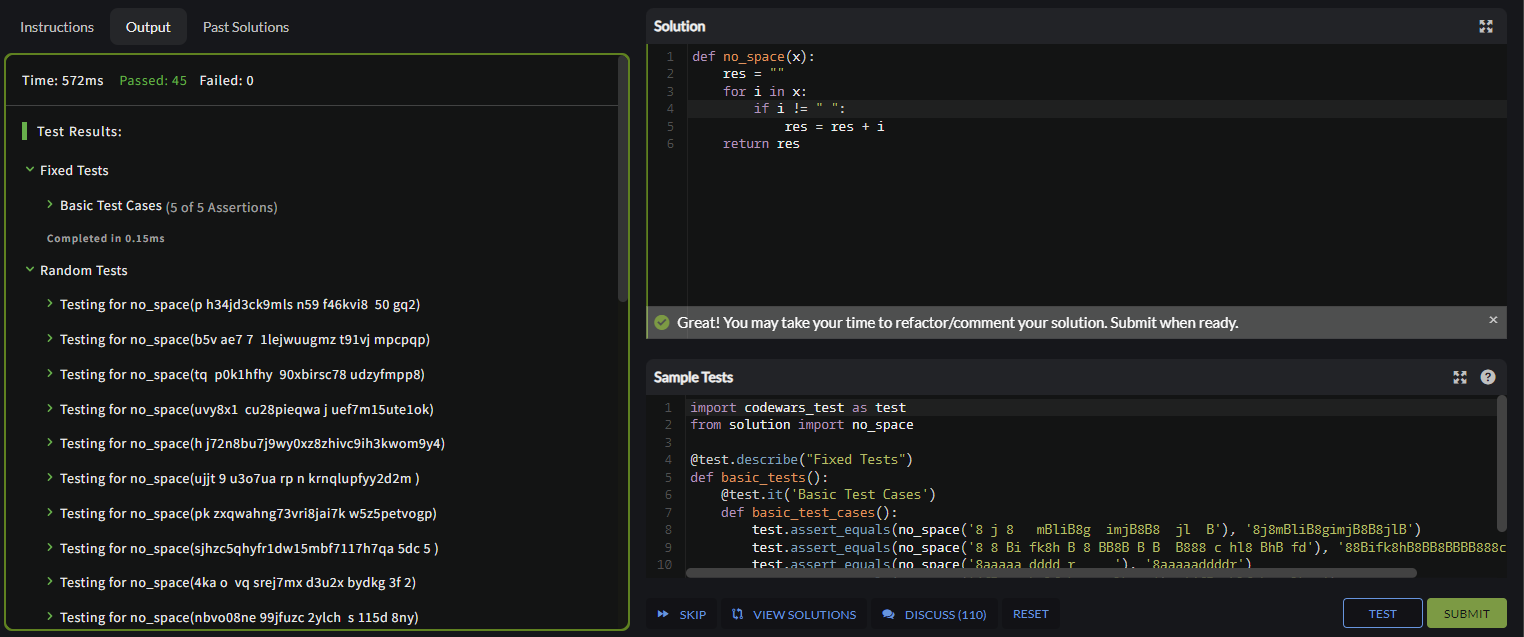 Instructions
Output
Past Solutions
Time: 572ms Passed: 45 Failed: 0
Test Results:
Fixed Tests
Basic Test Cases (5 of 5 Assertions)
Completed in 0.15ms
Random Tests
Testing for no_space(p h34jd3ck9mls n59 f46kvi8  50 gq2)
Testing for no_space(b5v ae7 7  1lejwuugmz t91vj mpcpqp)
Testing for no_space(tq  p0k1hfhy  90xbirsc78 udzyfmpp8)
Testing for no_space(uvy8x1  cu28pieqwa j uef7m15ute1ok)
Testing for no_space(h j72n8bu7j9wy0xz8zhivc9ih3kwom9y4)
Testing for no_space(ujjt 9 u3o7ua rp n krnqlupfyy2d2m )
Testing for no_space(pk zxqwahng73vri8jai7k w5z5petvogp)
Testing for no_space(sjhzc5qhyfr1dw15mbf7117h7qa 5dc 5 )
Testing for no_space(4ka o  vq srej7mx d3u2x bydkg 3f 2)
Testing for no_space(nbvo08ne 99jfuzc 2ylch  s 115d 8ny)
Solution
1 def no_space(x):
2     res = ""
3     for i in x:
4         if i != " ":
5             res = res + i
6     return res
Great! You may take your time to refactor/comment your solution. Submit when ready.
Sample Tests
1 import codewars_test as test
2 from solution import no_space
3
4 @test.describe("Fixed Tests")
5 def basic_tests():
6     @test.it('Basic Test Cases')
7     def basic_test_cases():
8         test.assert_equals(no_space('8 j 8   mBliB8g  imjB8B8  jl  B'), '8j8mBliB8gimjB8B8jlB')
9         test.assert_equals(no_space('8 8 Bi fk8h B 8 BB8B B B  B888 c hl8 BhB fd'), '88Bifk8hB8BB8BBBB888c
10         test.assert_equals(no_space('8aaaaa dddd r     '), '8aaaaaddddr')
SKIP
VIEW SOLUTIONS
DISCUSS (110)
RESET
TEST
SUBMIT